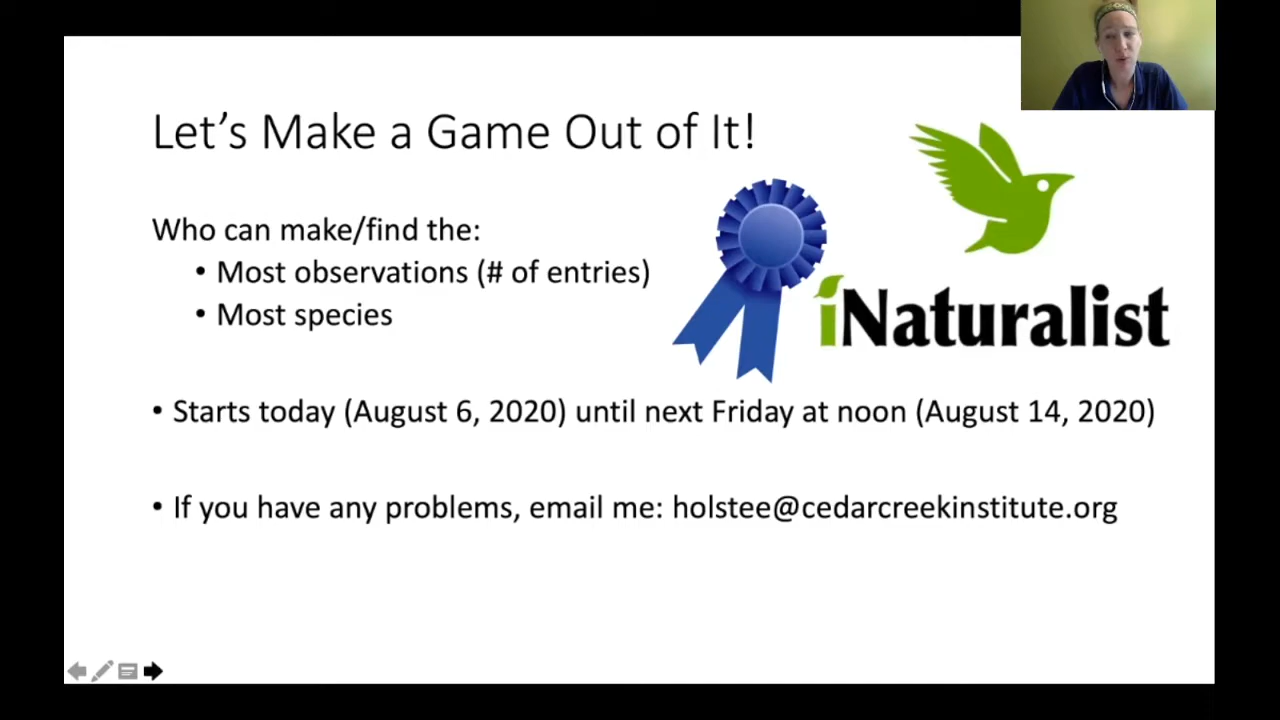 Let's Make a Game Out of It!
Who can make/find the:
• Most observations (# of entries)
• Most species
iNaturalist
• Starts today (August 6, 2020) until next Friday at noon (August 14, 2020)
• If you have any problems, email me: holstee@cedarcreekinstitute.org